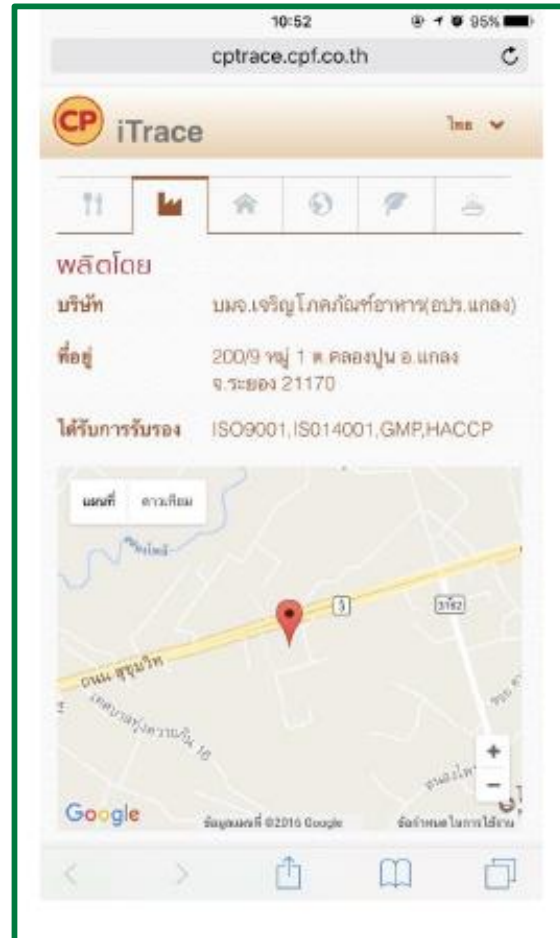 10:52
95%
cptrace.cpf.co.th
CP iTrace
ไทย
ผลิตโดย
บริษัท บมจ.เจริญโภคภัณฑ์อาหาร(อปร.แกลง)
ที่อยู่ 200/9 หมู่ 1 ต.คลองปูน อ.แกลง
จ.ระยอง 21170
ได้รับการรับรอง ISO9001,IS014001,GMP,HACCP
แผนที่ ดาวเทียม
3
3162
ถนน สุขุมวิท
+
−
Google
ข้อมูลแผนที่ ©2016 Google
ข้อกำหนดในการใช้งาน